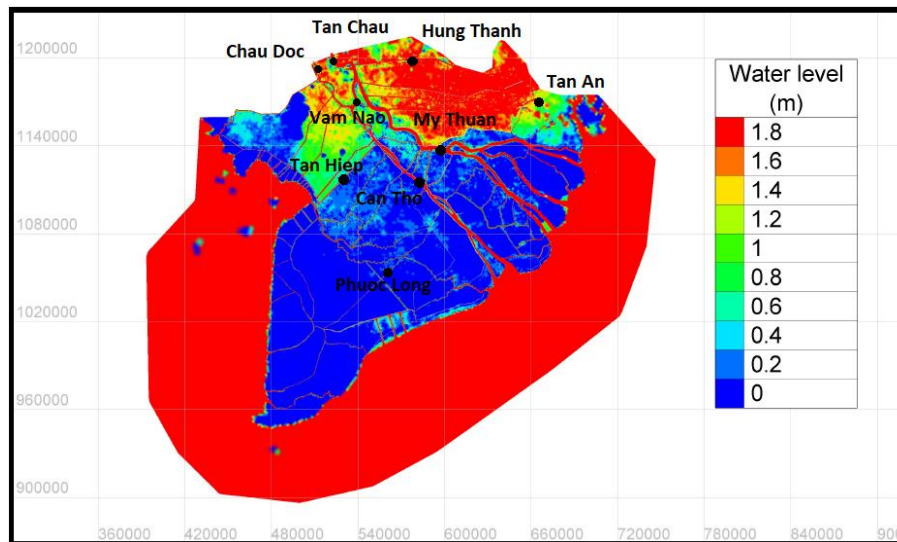 Tan Chau
Hung Thanh
Chau Doc
Tan An
Vam Nao
My Thuan
Tan Hiep
Can Tho
Phuoc Long
Water level
(m)
1.8
1.6
1.4
1.2
1
0.8
0.6
0.4
0.2
0
1200000
1140000
1080000
1020000
960000
900000
360000 420000 480000 540000 600000 660000 720000 780000 840000 900